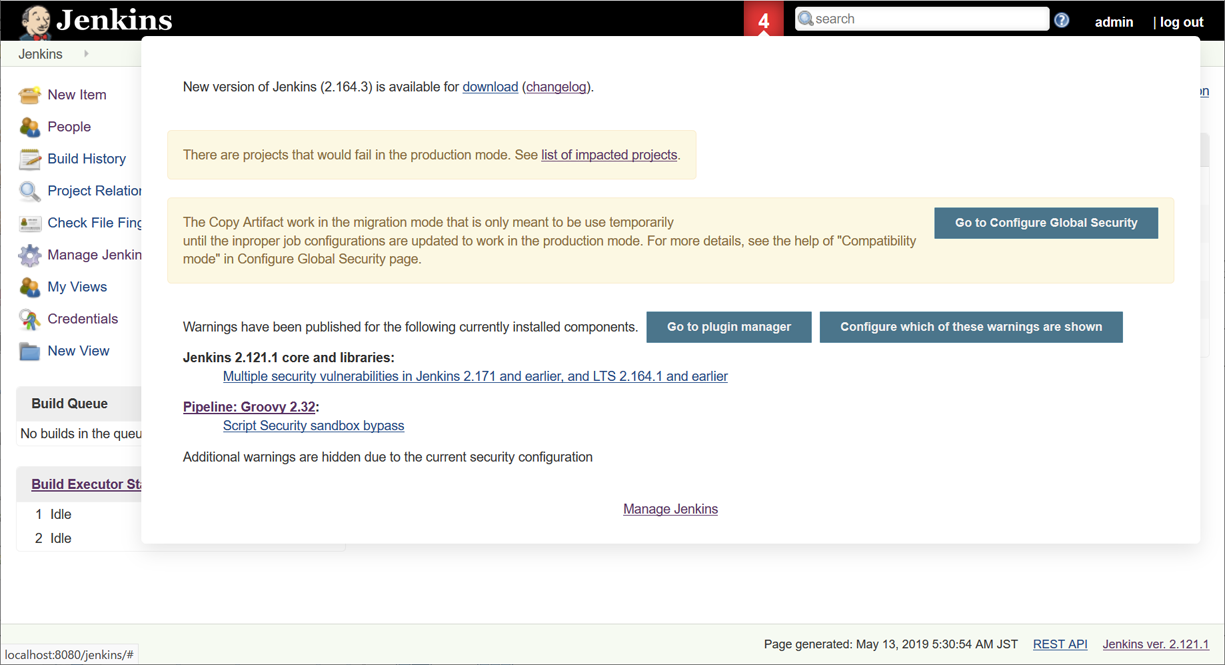 Jenkins
4
search
admin
| log out
Jenkins
New Item
People
Build History
Project Relation
Check File Fing
Manage Jenkin
My Views
Credentials
New View
Build Queue
No builds in the queu
Build Executor Sta
1 Idle
2 Idle
New version of Jenkins (2.164.3) is available for download (changelog).
There are projects that would fail in the production mode. See list of impacted projects.
The Copy Artifact work in the migration mode that is only meant to be use temporarily
until the inproper job configurations are updated to work in the production mode. For more details, see the help of "Compatibility
mode" in Configure Global Security page.
Go to Configure Global Security
Warnings have been published for the following currently installed components.
Go to plugin manager
Configure which of these warnings are shown
Jenkins 2.121.1 core and libraries:
Multiple security vulnerabilities in Jenkins 2.171 and earlier, and LTS 2.164.1 and earlier
Pipeline: Groovy 2.32:
Script Security sandbox bypass
Additional warnings are hidden due to the current security configuration
Manage Jenkins
on
Page generated: May 13, 2019 5:30:54 AM JST
REST API
Jenkins ver. 2.121.1
localhost:8080/jenkins/#